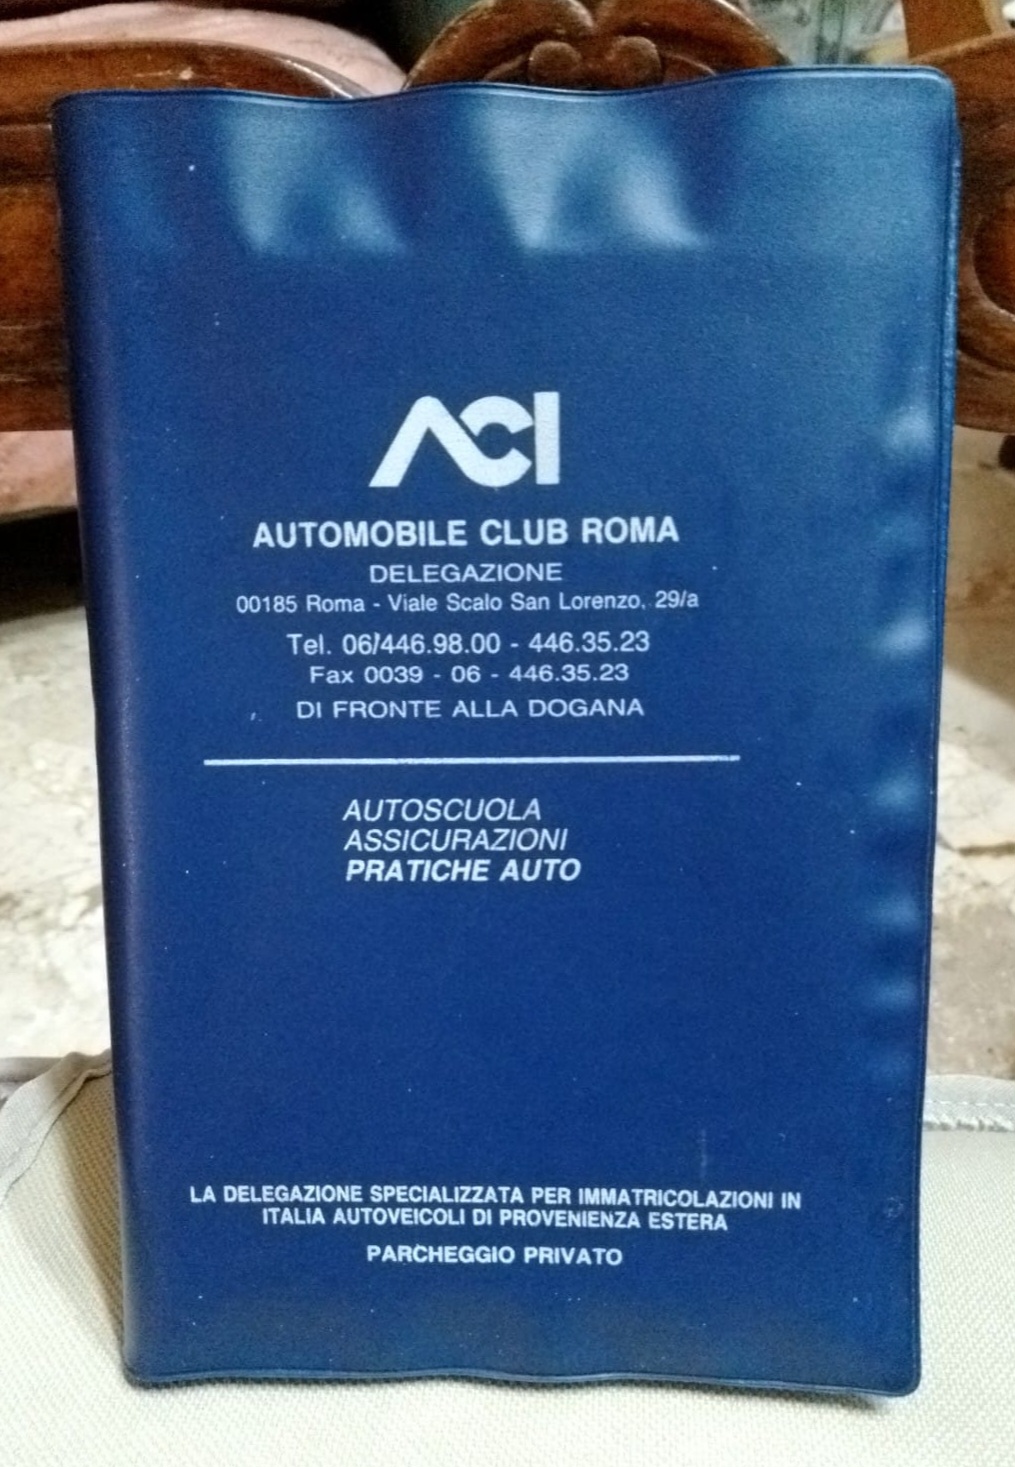 ACI
AUTOMOBILE CLUB ROMA
DELEGAZIONE
00185 Roma - Viale Scalo San Lorenzo, 29/a
Tel. 06/446.98.00 - 446.35.23
Fax 0039 - 06 - 446.35.23
DI FRONTE ALLA DOGANA
AUTOSCUOLA
ASSICURAZIONI
PRATICHE AUTO
LA DELEGAZIONE SPECIALIZZATA PER IMMATRICOLAZIONI IN
ITALIA AUTOVEICOLI DI PROVENIENZA ESTERA
PARCHEGGIO PRIVATO